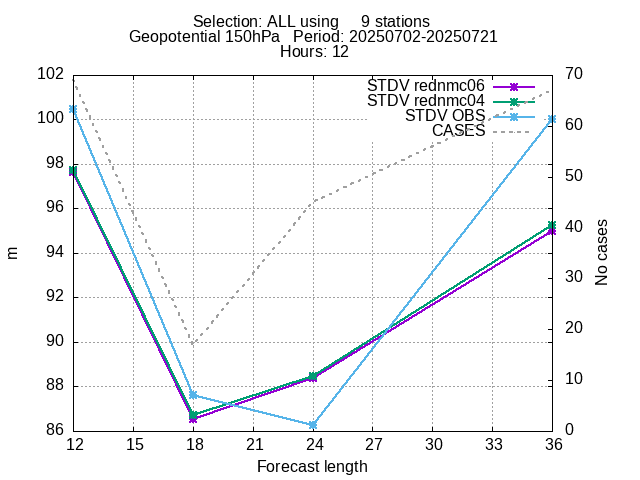 Selection: ALL using     9 stations
Geopotential 150hPa   Period: 20250702-20250721
Hours: 12
STDV rednmc06
STDV rednmc04
STDV OBS
CASES
102
100
98
96
94
92
90
88
86
m
70
60
50
40
30
20
10
0
No cases
12 15 18 21 24 27 30 33 36
Forecast length